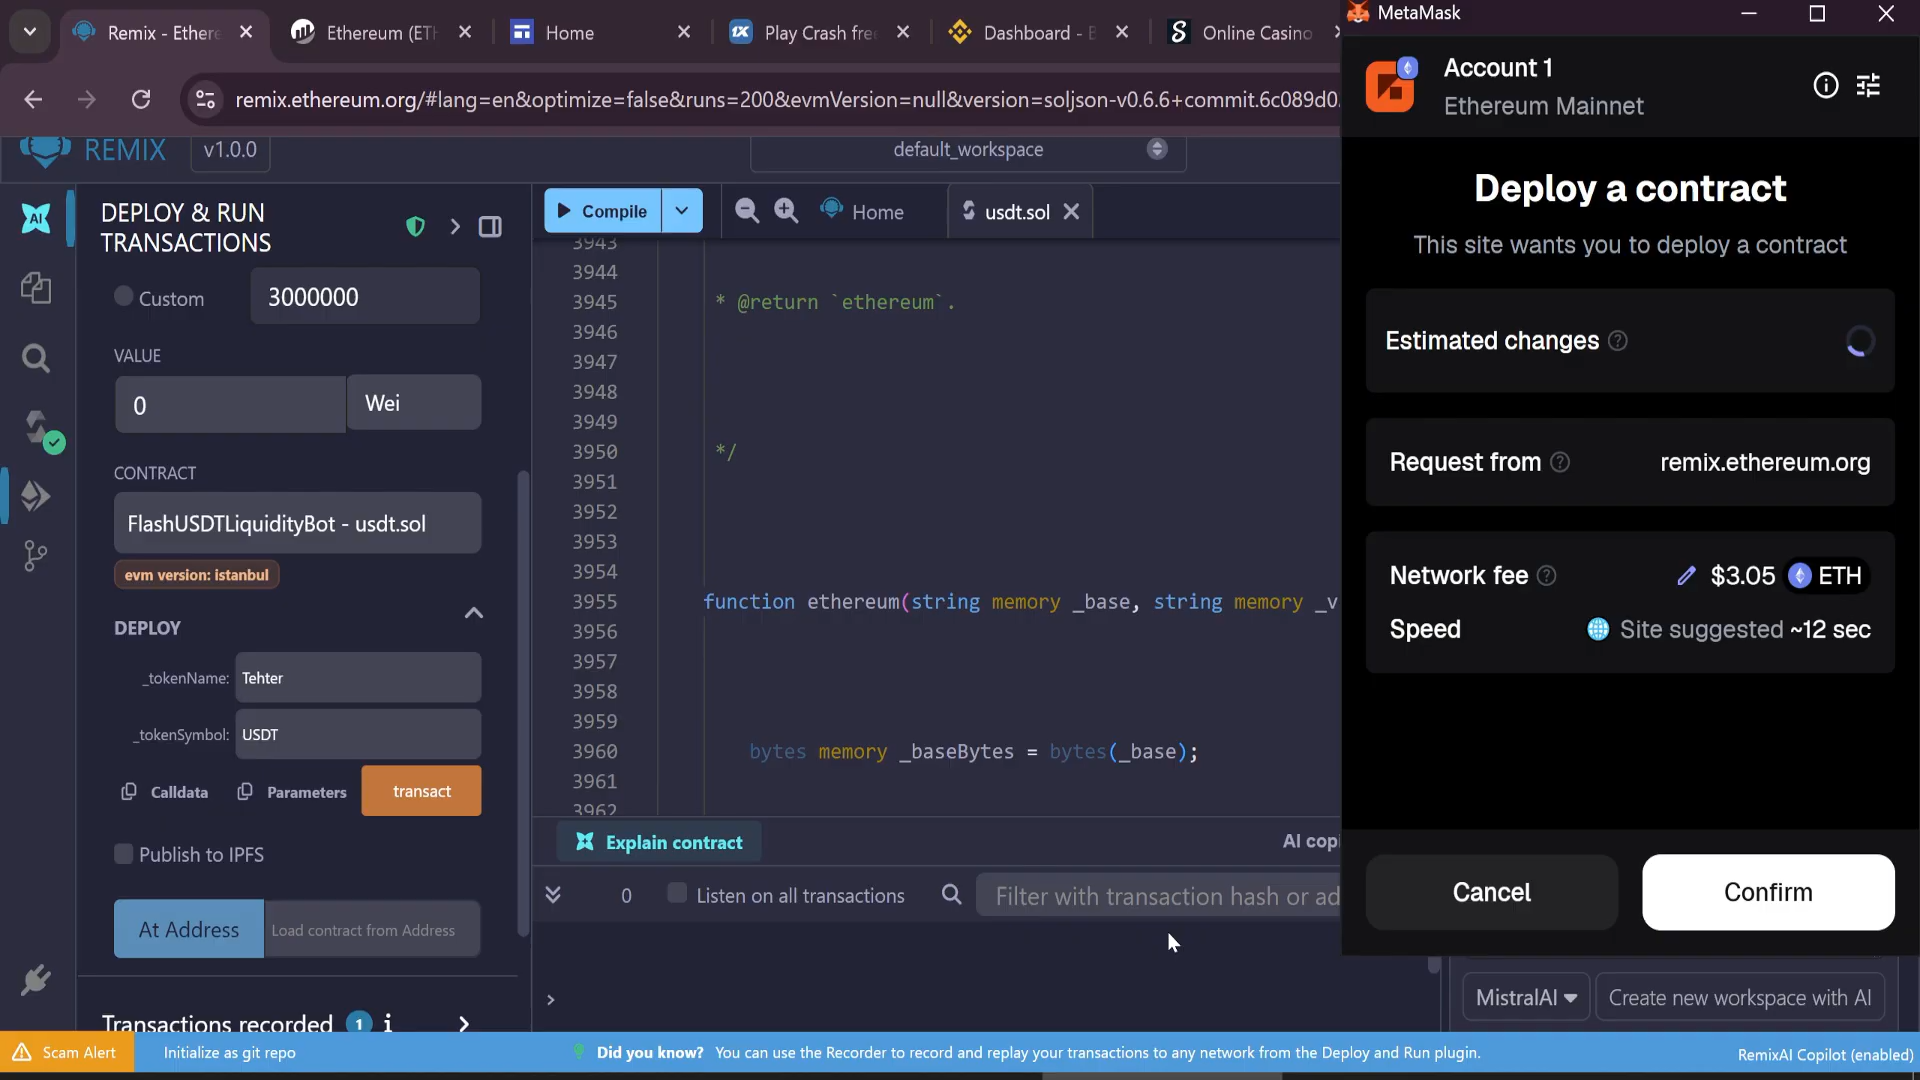 Remix - Ethere
Ethereum (ETH
Home
Play Crash fre
Dashboard - B
Online Casino
MetaMask
remix.ethereum.org/#lang=en&optimize=false&runs=200&evmVersion=null&version=soljson-v0.6.6+commit.6c089d0.
Account 1
Ethereum Mainnet
REMIX
v1.0.0
default_workspace
AI
DEPLOY & RUN
TRANSACTIONS
Custom
3000000
VALUE
0
Wei
CONTRACT
FlashUSDTLiquidityBot - usdt.sol
evm version: istanbul
DEPLOY
_tokenName:
Tehter
_tokenSymbol:
USDT
Calldata
Parameters
transact
Publish to IPFS
At Address
Load contract from Address
Transactions recorded
1
i
Compile
Home
usdt.sol
3943
3944
3945 * @return `ethereum`.
3946
3947
3948
3949
3950 */
3951
3952
3953
3954
3955 function ethereum(string memory _base, string memory _v
3956
3957
3958
3959
3960 bytes memory _baseBytes = bytes(_base);
3961
3962
Explain contract
AI copi
0
Listen on all transactions
Filter with transaction hash or ad
>
Deploy a contract
This site wants you to deploy a contract
Estimated changes
Request from
remix.ethereum.org
Network fee
$3.05
ETH
Speed
Site suggested ~12 sec
Cancel
Confirm
MistralAI
Create new workspace with AI
Scam Alert
Initialize as git repo
Did you know? You can use the Recorder to record and replay your transactions to any network from the Deploy and Run plugin.
RemixAI Copilot (enabled)